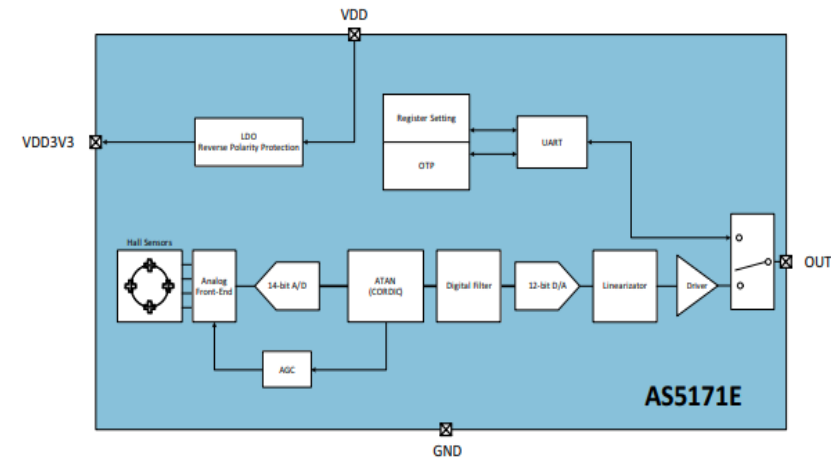 VDD
VDD3V3
LDO
Reverse Polarity Protection
Register Setting
OTP
UART
Hall Sensors
Analog
Front-End
14-bit A/D
ATAN
(CORDIC)
Digital Filter
12-bit D/A
Linearizator
Driver
OUT
AGC
AS5171E
GND